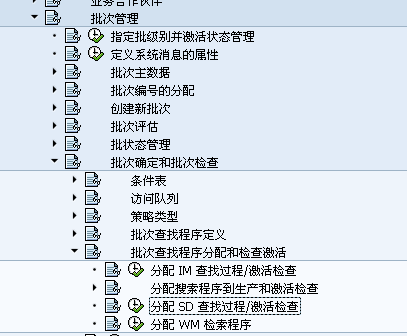 业务合作伙伴
批次管理
指定批级别并激活状态管理
定义系统消息的属性
批次主数据
批次编号的分配
创建新批次
批次评估
批状态管理
批次确定和批次检查
条件表
访问队列
策略类型
批次查找程序定义
批次查找程序分配和检查激活
分配 IM 查找过程/激活检查
分配搜索程序到生产和激活检查
分配 SD 查找过程/激活检查
分配 WM 检索程序